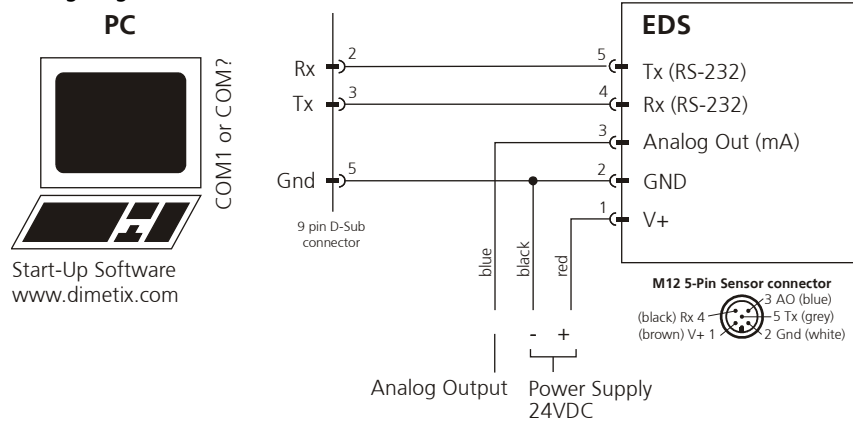 PC
EDS
COM1 or COM?
Rx 2
5 Tx (RS-232)
Tx 3
4 Rx (RS-232)
3 Analog Out (mA)
Gnd 5
2 GND
1 V+
9 pin D-Sub
connector
blue
black
red
Start-Up Software
www.dimetix.com
M12 5-Pin Sensor connector
3 AO (blue)
(black) Rx 4
5 Tx (grey)
(brown) V+ 1
2 Gnd (white)
- +
Analog Output
Power Supply
24VDC